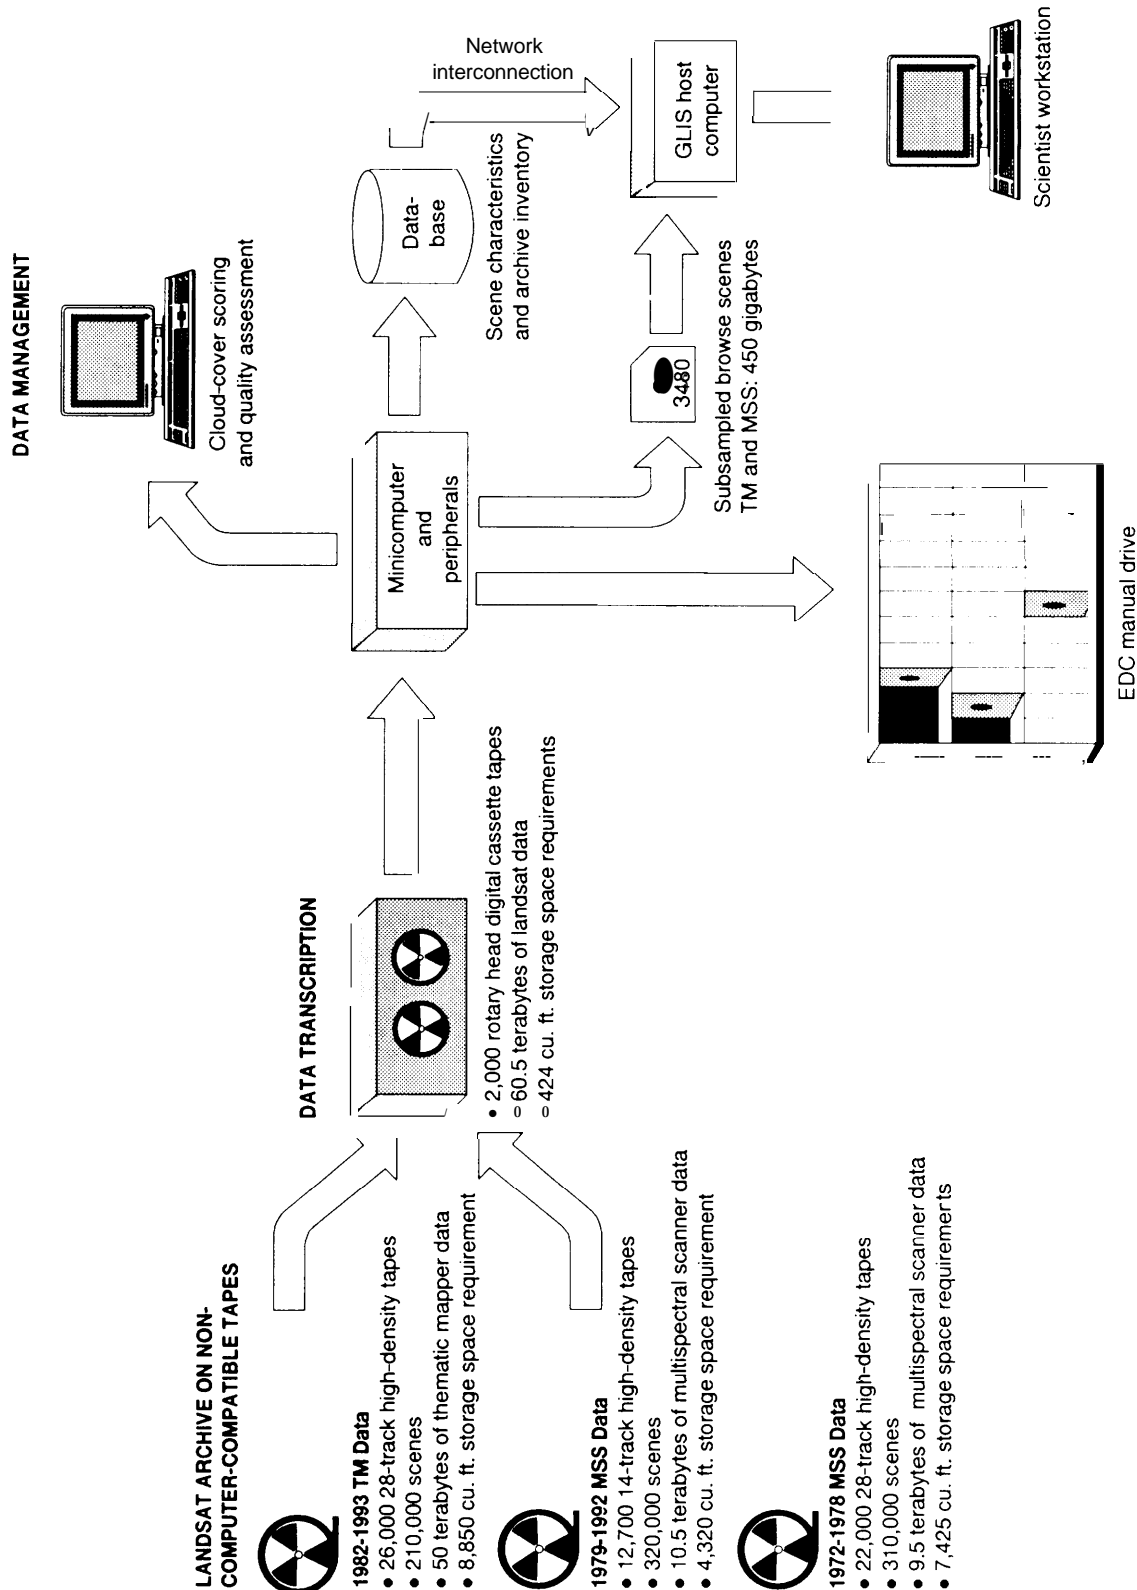 LANDSAT ARCHIVE ON NON-
COMPUTER-COMPATIBLE TAPES
1982-1993 TM Data
• 26,000 28-track high-density tapes
• 210,000 scenes
• 50 terabytes of thematic mapper data
• 8,850 cu. ft. storage space requirement
1979-1992 MSS Data
• 12,700 14-track high-density tapes
• 320,000 scenes
• 10.5 terabytes of multispectral scanner data
• 4,320 cu. ft. storage space requirement
1972-1978 MSS Data
• 22,000 28-track high-density tapes
• 310,000 scenes
• 9.5 terabytes of multispectral scanner data
• 7,425 cu. ft. storage space requirements
DATA TRANSCRIPTION
• 2,000 rotary head digital cassette tapes
o 60.5 terabytes of landsat data
o 424 cu. ft. storage space requirements
DATA MANAGEMENT
Cloud-cover scoring
and quality assessment
Minicomputer
and
peripherals
Data-
base
Scene characteristics
and archive inventory
Network
interconnection
3480
Subsampled browse scenes
TM and MSS: 450 gigabytes
GLIS host
computer
Scientist workstation
EDC manual drive